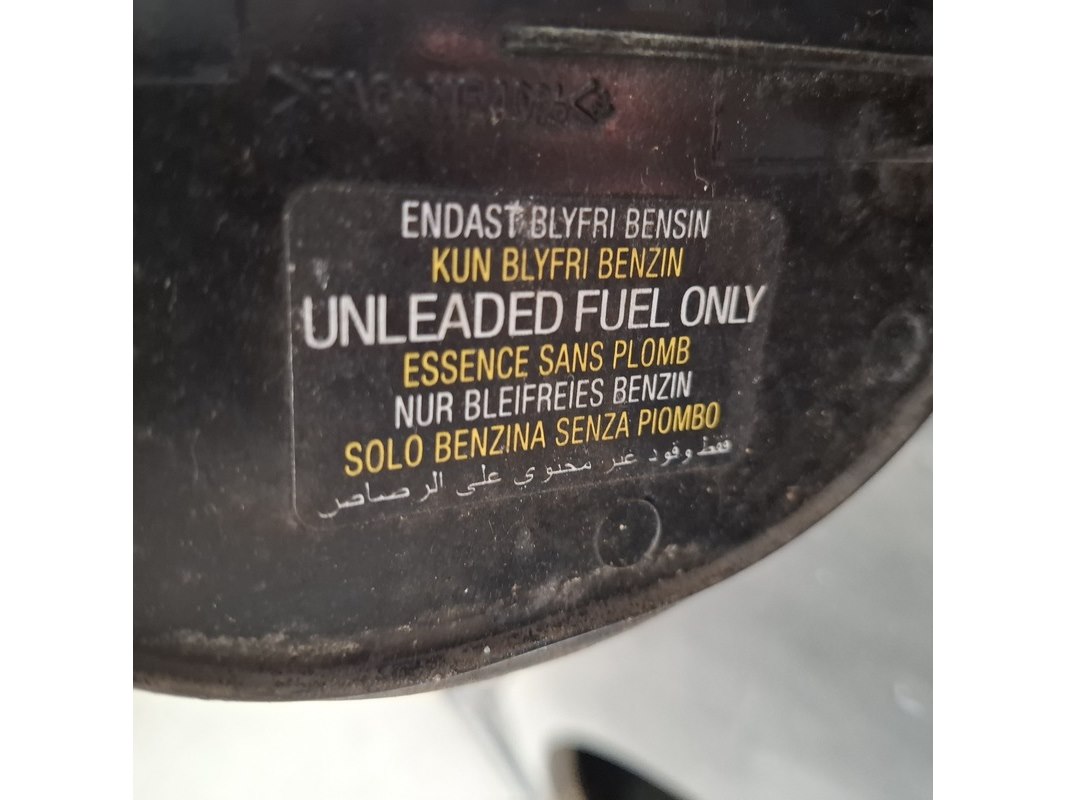 ENDAST BLYFRI BENSIN
KUN BLYFRI BENZIN
UNLEADED FUEL ONLY
ESSENCE SANS PLOMB
NUR BLEIFREIES BENZIN
SOLO BENZINA SENZA PIOMBO
فقط وقود غير محتوي على الرصاص